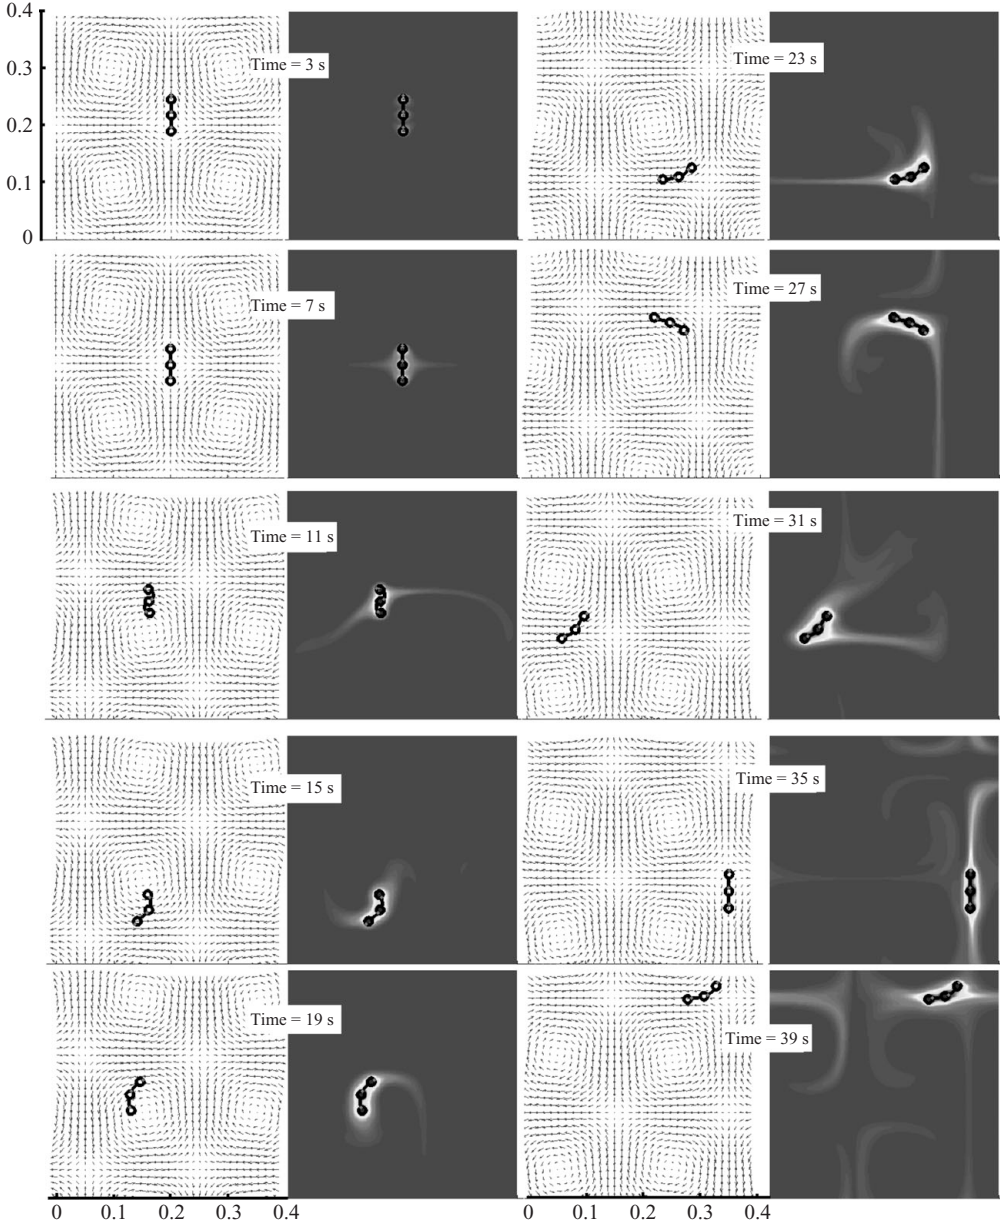 0.4
Time = 3 s
Time = 23 s
0.3
0.2
0.1
0
Time = 7 s
Time = 27 s
Time = 11 s
Time = 31 s
Time = 15 s
Time = 35 s
Time = 19 s
Time = 39 s
0 0.1 0.2 0.3 0.4 0 0.1 0.2 0.3 0.4